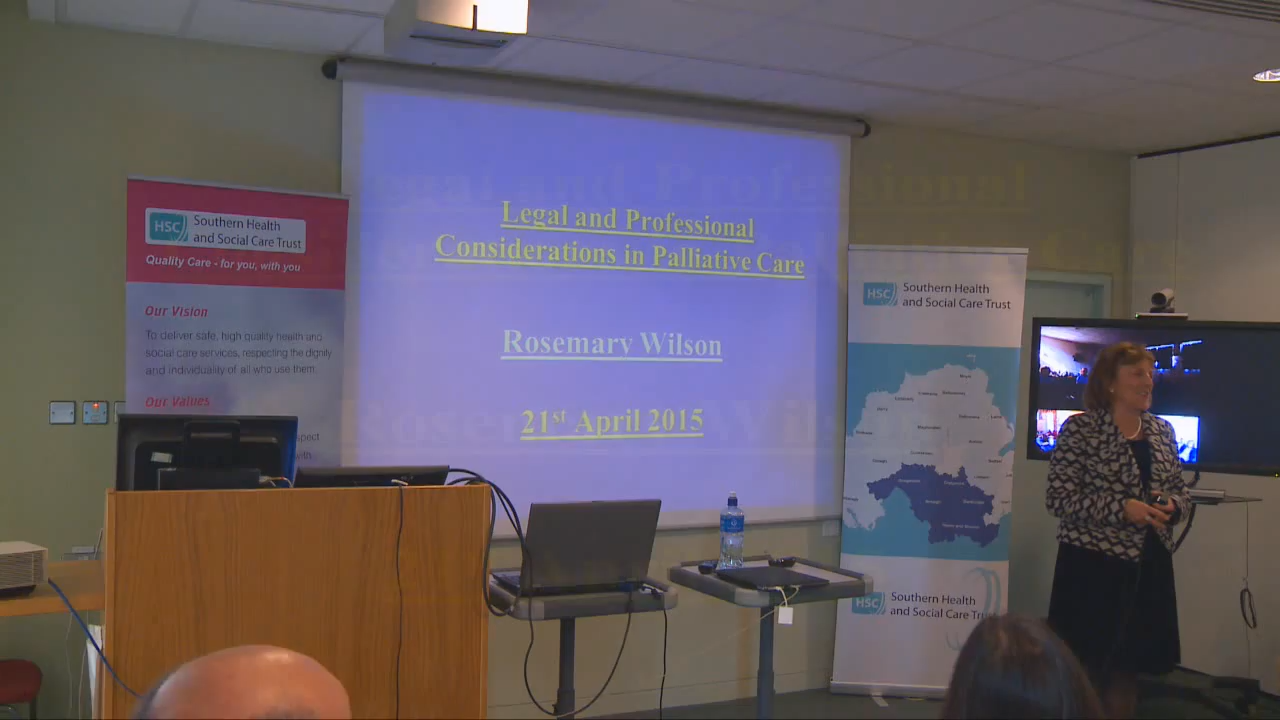 Legal and Professional
Considerations in Palliative Care
Rosemary Wilson
21st April 2015
HSC
Southern Health
and Social Care Trust
Quality Care - for you, with you
Our Vision
To deliver safe, high quality health and
social care services, respecting the dignity
and individuality of all who use them.
Our Values
HSC
Southern Health
and Social Care Trust
HSC
Southern Health
and Social Care